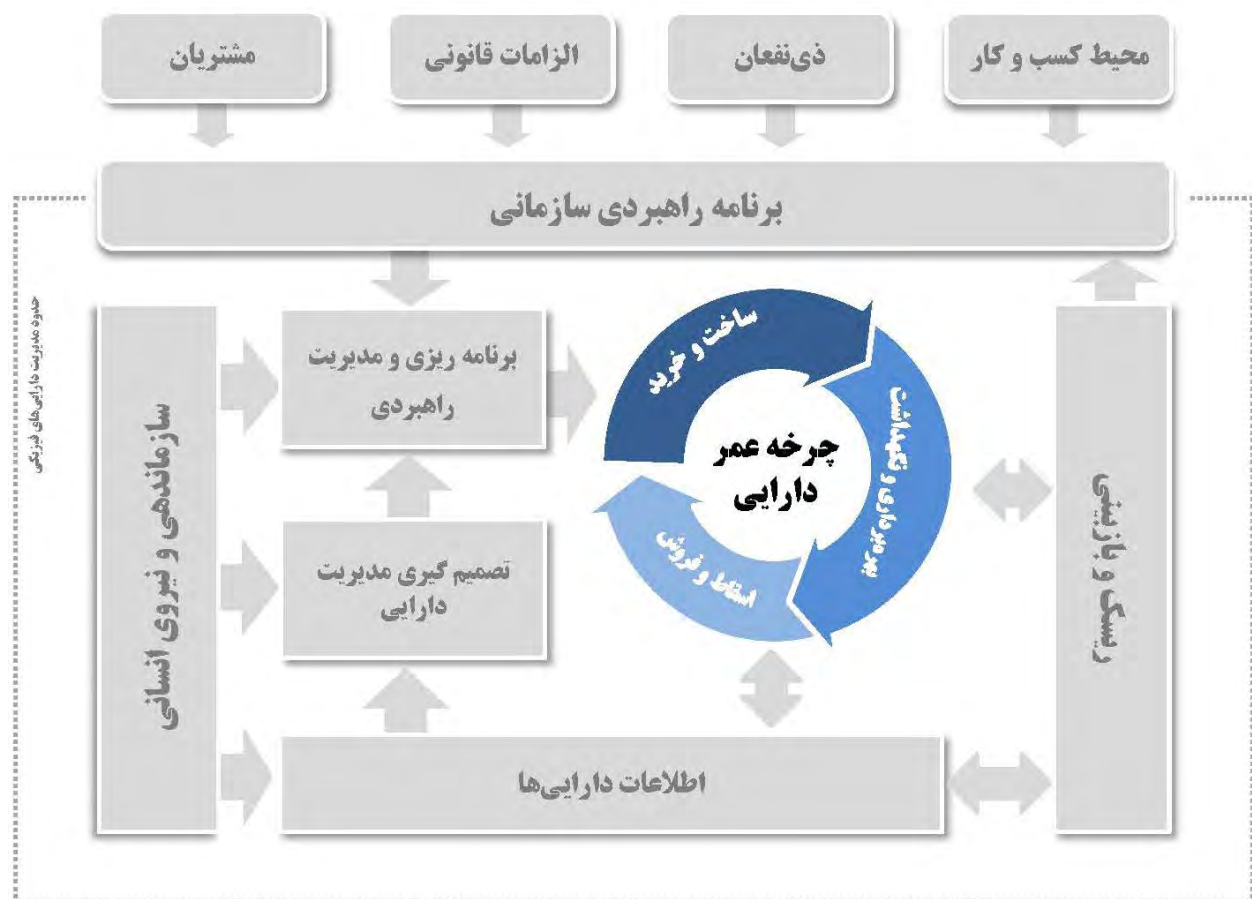 محیط کسب و کار
ذی‌نفعان
الزامات قانونی
مشتریان
برنامه راهبردی سازمانی
حدود مدیریت دارایی‌های فیزیکی
سازماندهی و نیروی انسانی
برنامه ریزی و مدیریت
راهبردی
تصمیم گیری مدیریت
دارایی
ساخت و خرید
بهره‌برداری و نگهداشت
اسقاط و فروش
چرخه عمر
دارایی
ریسک و بازبینی
اطلاعات دارایی‌ها